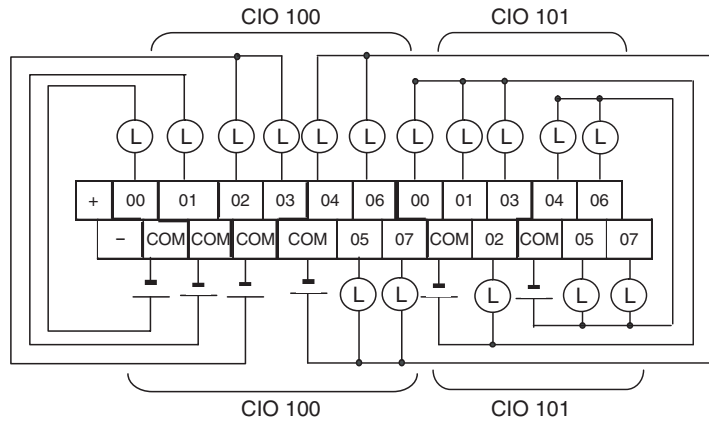 CIO 100 CIO 101
L L L L L L L L L L L
+ 00 01 02 03 04 06 00 01 03 04 06
− COM COM COM COM 05 07 COM 02 COM 05 07
L L L L L
CIO 100 CIO 101